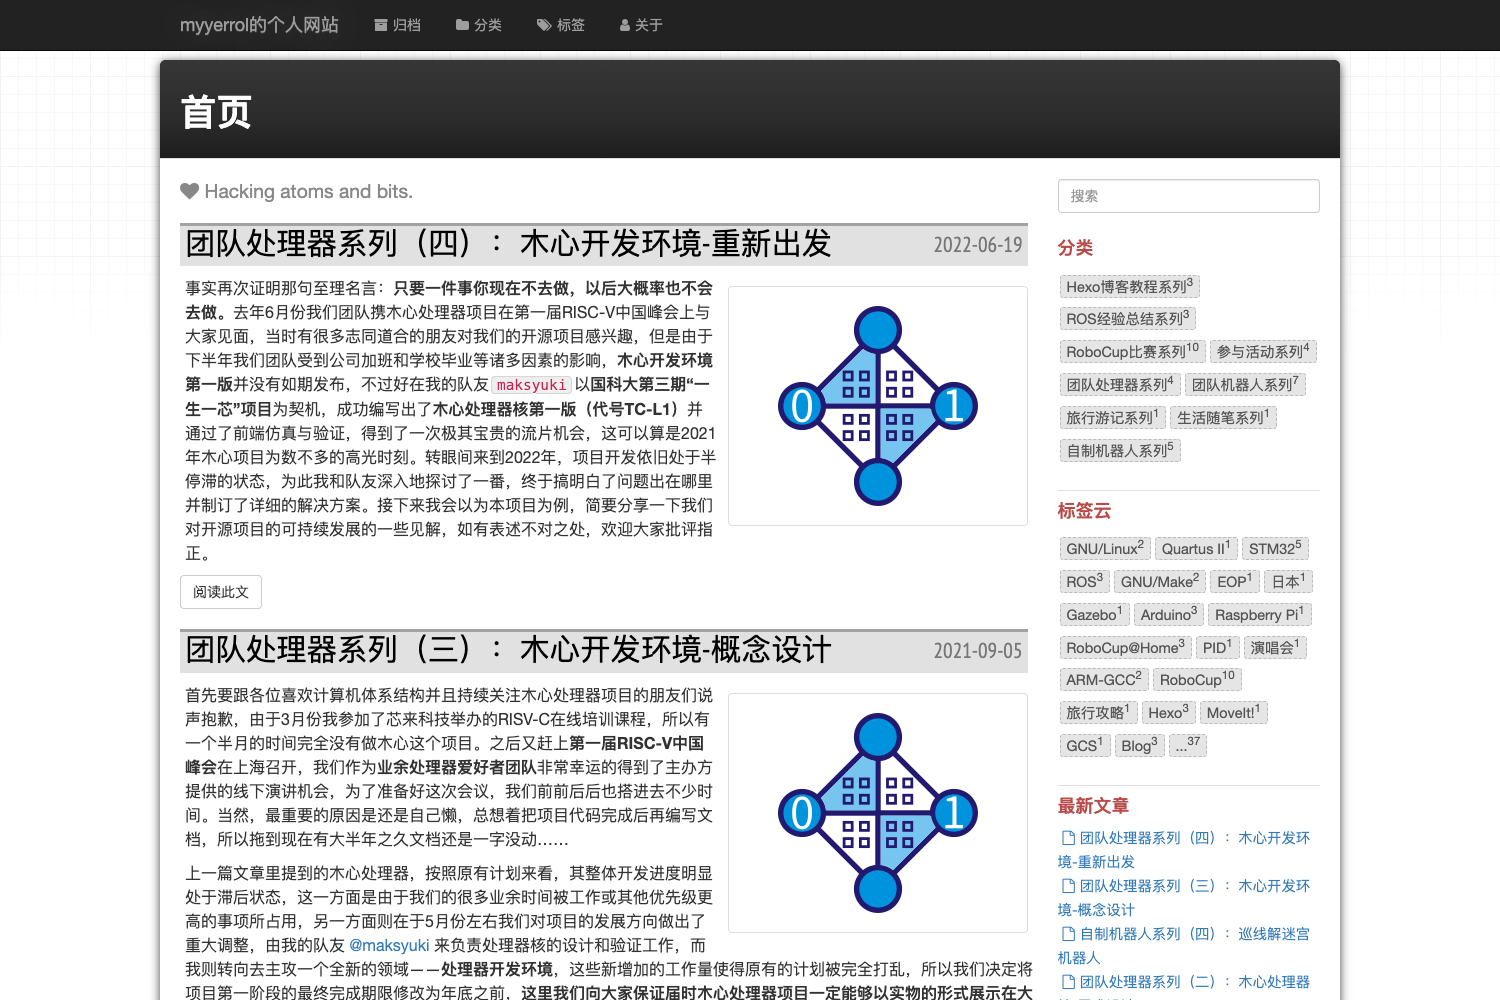 myyerrol的个人网站 归档 分类 标签 关于
首页
Hacking atoms and bits.
团队处理器系列（四）：木心开发环境-重新出发 2022-06-19
事实再次证明那句至理名言：只要一件事你现在不去做，以后大概率也不会
去做。去年6月份我们团队携木心处理器项目在第一届RISC-V中国峰会上与
大家见面，当时有很多志同道合的朋友对我们的开源项目感兴趣，但是由于
下半年我们团队受到公司加班和学校毕业等诸多因素的影响，木心开发环境
第一版并没有如期发布，不过好在我的队友 maksyuki 以国科大第三期“一
生一芯”项目为契机，成功编写出了木心处理器核第一版（代号TC-L1）并
通过了前端仿真与验证，得到了一次极其宝贵的流片机会，这可以算是2021
年木心项目为数不多的高光时刻。转眼间来到2022年，项目开发依旧处于半
停滞的状态，为此我和队友深入地探讨了一番，终于搞明白了问题出在哪里
并制订了详细的解决方案。接下来我会以为本项目为例，简要分享一下我们
对开源项目的可持续发展的一些见解，如有表述不对之处，欢迎大家批评指
正。
0 1
阅读此文
团队处理器系列（三）：木心开发环境-概念设计 2021-09-05
首先要跟各位喜欢计算机体系结构并且持续关注木心处理器项目的朋友们说
声抱歉，由于3月份我参加了芯来科技举办的RISV-C在线培训课程，所以有
一个半月的时间完全没有做木心这个项目。之后又赶上第一届RISC-V中国
峰会在上海召开，我们作为业余处理器爱好者团队非常幸运的得到了主办方
提供的线下演讲机会，为了准备好这次会议，我们前前后后也搭进去不少时
间。当然，最重要的原因是还是自己懒，总想着把项目代码完成后再编写文
档，所以拖到现在有大半年之久文档还是一字没动……
0 1
上一篇文章里提到的木心处理器，按照原有计划来看，其整体开发进度明显
处于滞后状态，这一方面是由于我们的很多业余时间被工作或其他优先级更
高的事项所占用，另一方面则在于5月份左右我们对项目的发展方向做出了
重大调整，由我的队友 @maksyuki 来负责处理器核的设计和验证工作，而
我则转向去主攻一个全新的领域——处理器开发环境，这些新增加的工作量使得原有的计划被完全打乱，所以我们决定将
项目第一阶段的最终完成期限修改为年底之前，这里我们向大家保证届时木心处理器项目一定能够以实物的形式展示在大
搜索
分类
Hexo博客教程系列3
ROS经验总结系列3
RoboCup比赛系列10 参与活动系列4
团队处理器系列4 团队机器人系列7
旅行游记系列1 生活随笔系列1
自制机器人系列5
标签云
GNU/Linux2 Quartus II1 STM325
ROS3 GNU/Make2 EOP1 日本1
Gazebo1 Arduino3 Raspberry Pi1
RoboCup@Home3 PID1 演唱会1
ARM-GCC2 RoboCup10
旅行攻略1 Hexo3 MoveIt!1
GCS1 Blog3 ...37
最新文章
团队处理器系列（四）：木心开发环
境-重新出发
团队处理器系列（三）：木心开发环
境-概念设计
自制机器人系列（四）：巡线解迷宫
机器人
团队处理器系列（二）：木心处理器